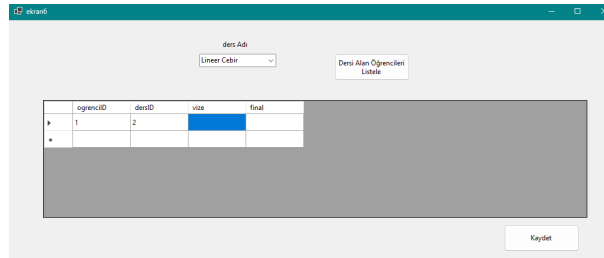 ekran6
ders Adı
Lineer Cebir
Dersi Alan Öğrencileri
Listele
ogrenciID dersID vize final
1 2
Kaydet